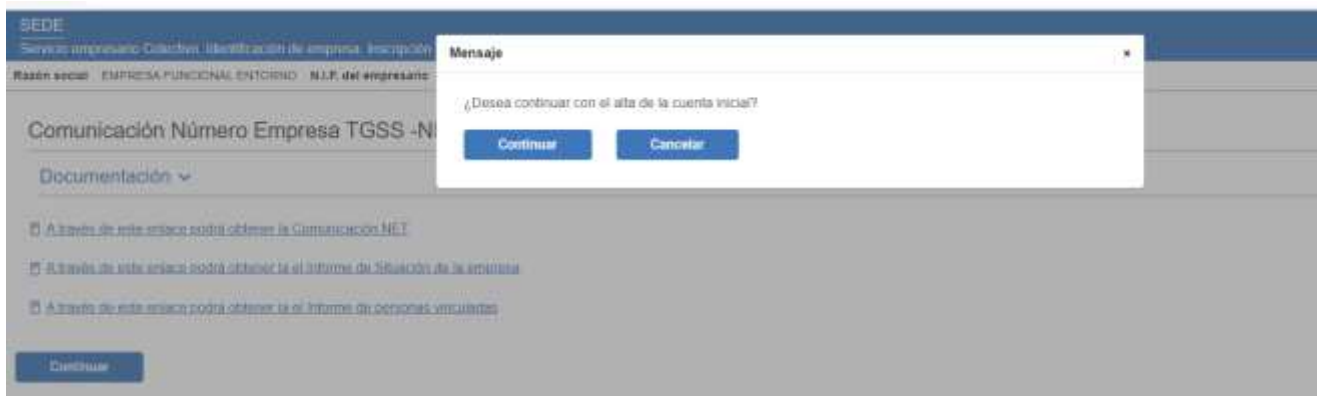 SEDE
Servicio empresario Colectivo. Identificación de empresa. Inscripción
Razón social EMPRESA FUNCIONAL ENTORNO N.I.F. del empresario
Mensaje
×
¿Desea continuar con el alta de la cuenta inicial?
Continuar Cancelar
Comunicación Número Empresa TGSS -N
Documentación
A través de este enlace podrá obtener la Comunicación NET
A través de este enlace podrá obtener la el Informe de Situación de la empresa
A través de este enlace podrá obtener la el Informe de personas vinculadas
Continuar